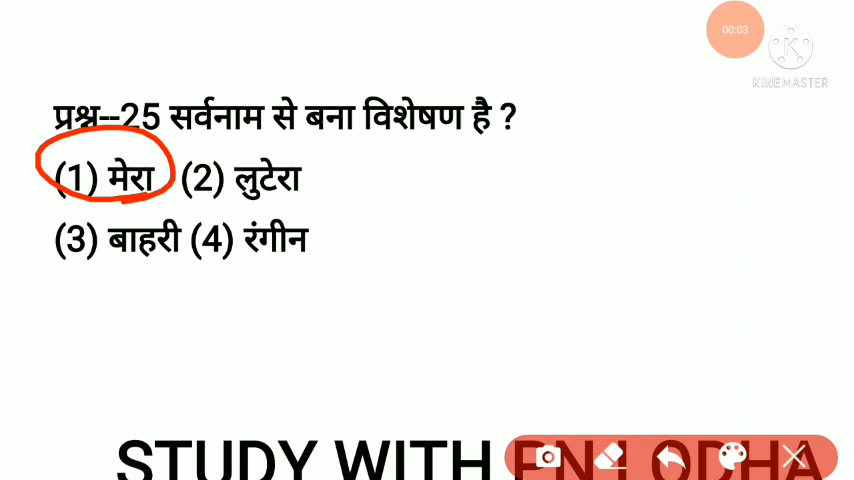 00:03
KINEMASTER
प्रश्न--25 सर्वनाम से बना विशेषण है ?
(1) मेरा (2) लुटेरा
(3) बाहरी (4) रंगीन
STUDY WITH